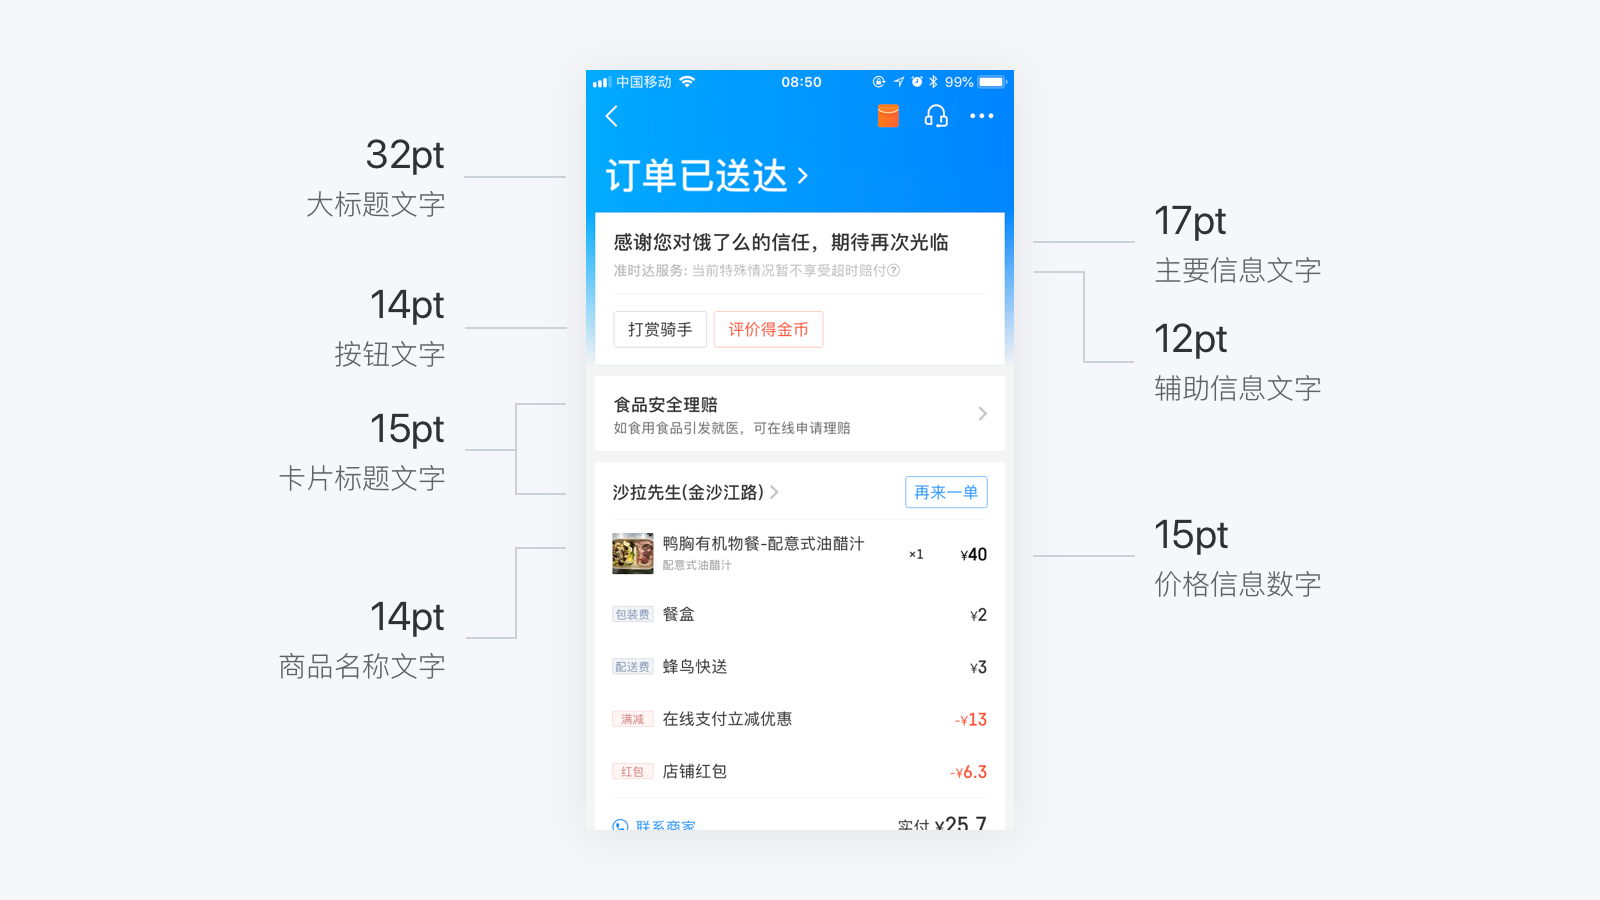 32pt
大标题文字
14pt
按钮文字
15pt
卡片标题文字
14pt
商品名称文字
中国移动 08:50 99%
订单已送达
感谢您对饿了么的信任，期待再次光临
准时达服务: 当前特殊情况暂不享受超时赔付?
打赏骑手 评价得金币
食品安全理赔
如食用食品引发就医，可在线申请理赔
沙拉先生(金沙江路) 再来一单
鸭胸有机物餐-配意式油醋汁 ×1 ¥40
配意式油醋汁
包装费 餐盒 ¥2
配送费 蜂鸟快送 ¥3
满减 在线支付立减优惠 -¥13
红包 店铺红包 -¥6.3
联系商家 实付 ¥25.7
17pt
主要信息文字
12pt
辅助信息文字
15pt
价格信息数字